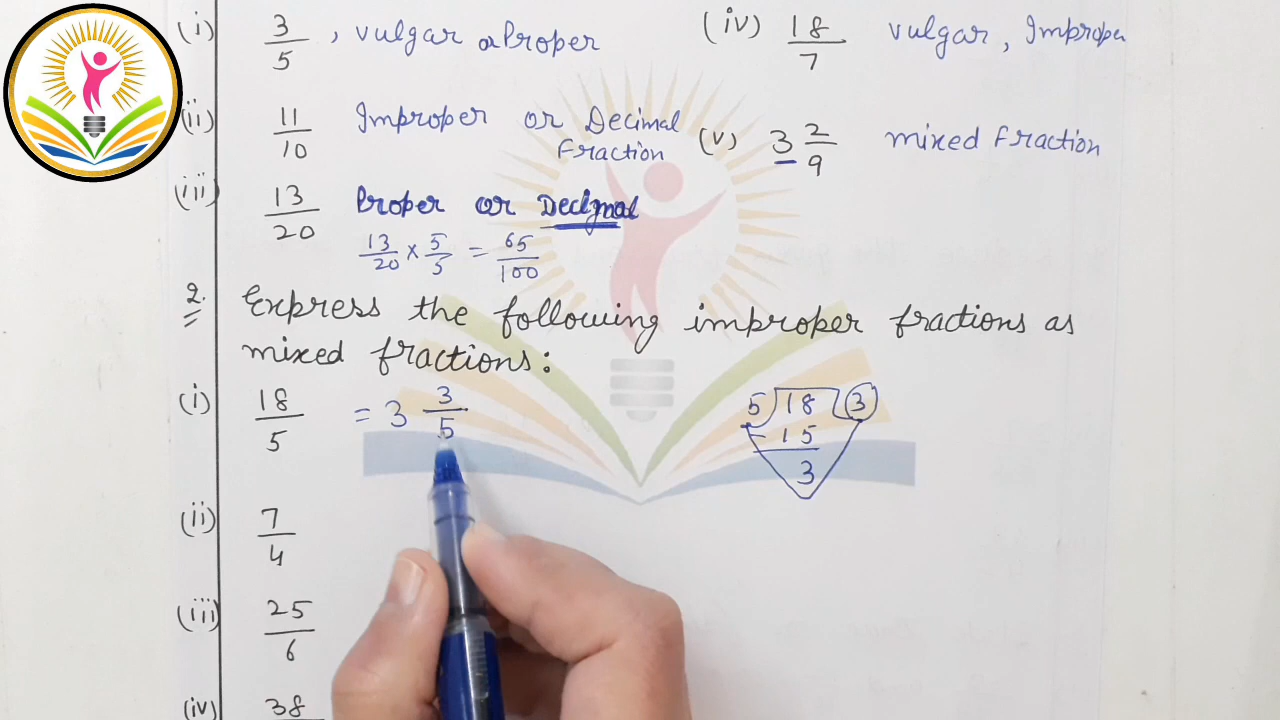 (i) 3/5 , vulgar & Proper
(ii) 11/10 Improper or Decimal Fraction
(iii) 13/20 Proper or Decimal
13/20 × 5/5 = 65/100
(iv) 18/7 vulgar, Improper
(v) 3 2/9 mixed Fraction
2. Express the following improper fractions as
mixed fractions:
(i) 18/5 = 3 3/5
5 18 3
- 15
3
(ii) 7/4
(iii) 25/6
(iv) 38